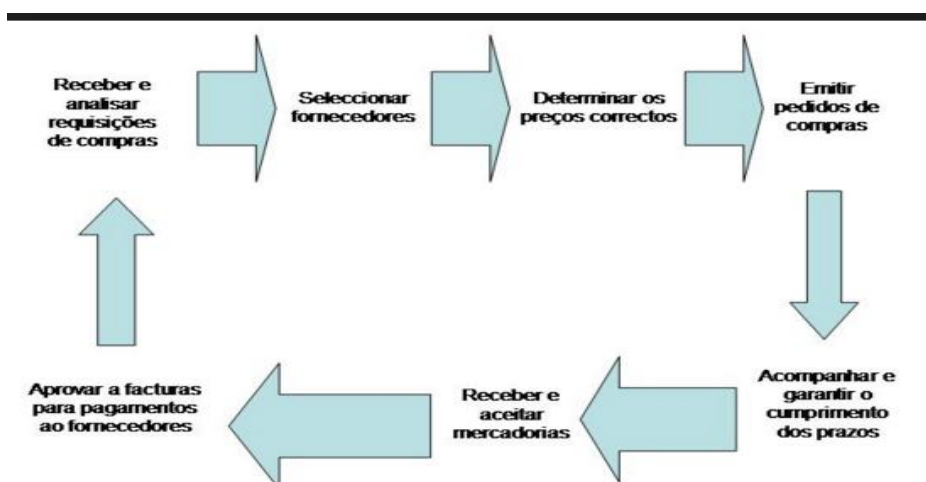 Receber e
analisar
requisições
de compras
Seleccionar
fornecedores
Determinar os
preços correctos
Emitir
pedidos de
compras
Acompanhar e
garantir o
cumprimento
dos prazos
Receber e
aceitar
mercadorias
Aprovar a facturas
para pagamentos
ao fornecedores